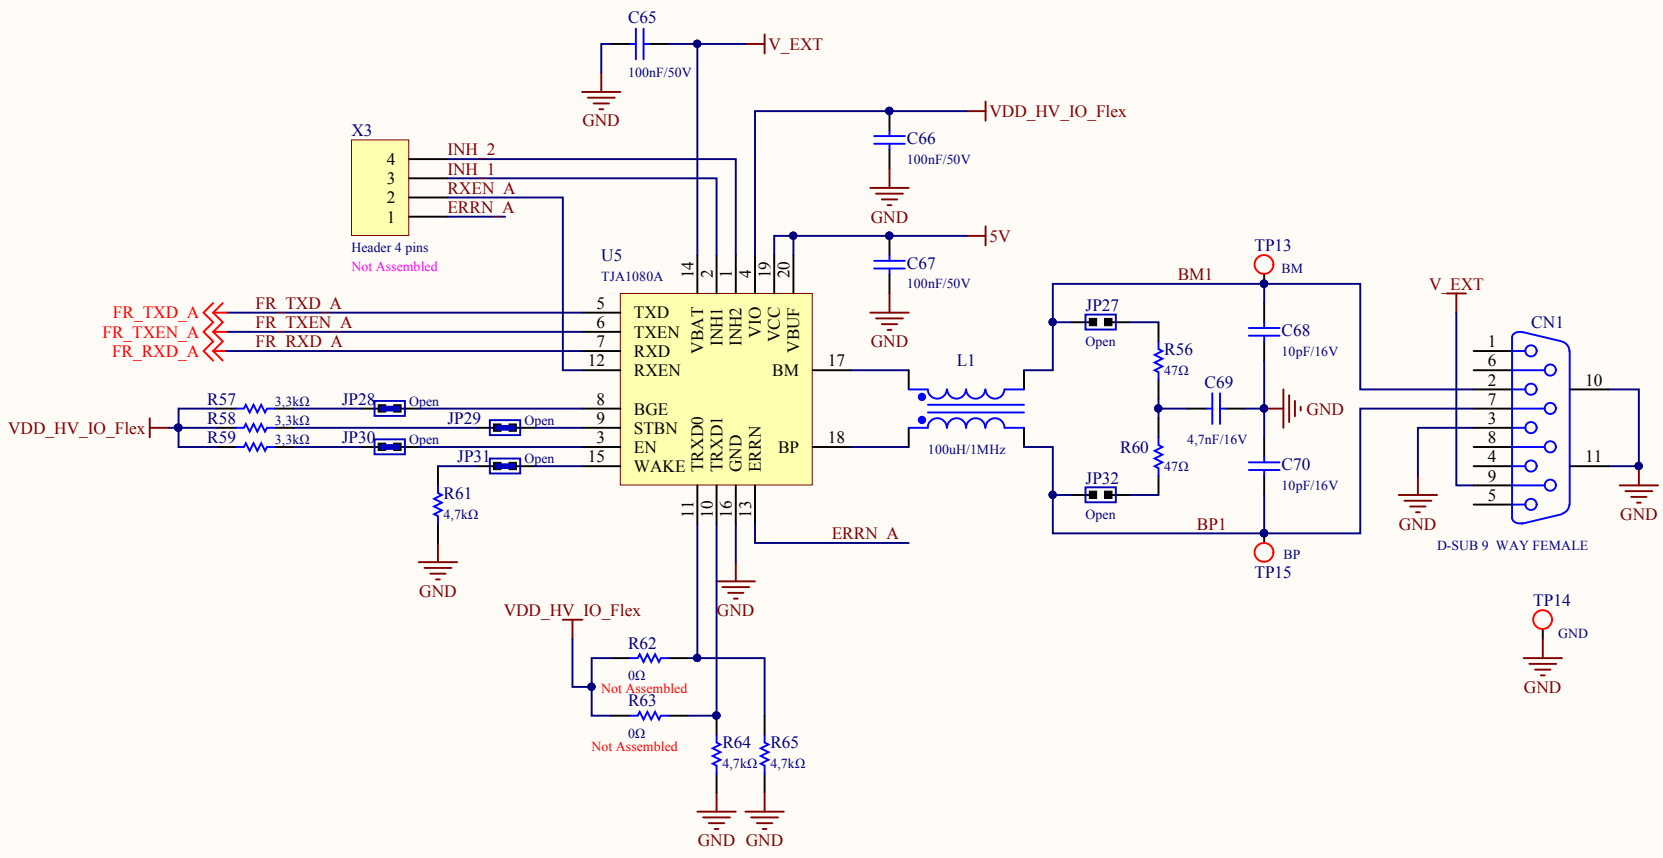 C65
V_EXT
100nF/50V
GND
VDD_HV_IO_Flex
C66
100nF/50V
GND
X3
4 INH_2
3 INH_1
2 RXEN_A
1 ERRN_A
Header 4 pins
Not Assembled
5V
C67
100nF/50V
GND
U5
TJA1080A
14 2 1 4 19 20
VBAT INH1 INH2 VIO VCC VBUF
FR_TXD_A FR_TXD_A 5 TXD
FR_TXEN_A FR_TXEN_A 6 TXEN
FR_RXD_A FR_RXD_A 7 RXD
12 RXEN
BM 17
VDD_HV_IO_Flex
R57 3,3kΩ JP28 Open 8 BGE
R58 3,3kΩ JP29 Open 9 STBN
R59 3,3kΩ JP30 Open 3 EN
JP31 Open 15 WAKE
BP 18
TRXD0 TRXD1 GND ERRN
11 10 16 13
R61
4,7kΩ
GND
ERRN_A
GND
L1
100uH/1MHz
TP13
BM
BM1
JP27
Open
R56
47Ω
C68
10pF/16V
C69
4,7nF/16V
GND
R60
47Ω
C70
10pF/16V
JP32
Open
BP1
BP
TP15
V_EXT
CN1
1
6
2
7
3
8
4
9
5
10
11
GND
GND
D-SUB 9 WAY FEMALE
TP14
GND
GND
VDD_HV_IO_Flex
R62
0Ω
Not Assembled
R63
0Ω
Not Assembled
R64
4,7kΩ
R65
4,7kΩ
GND
GND